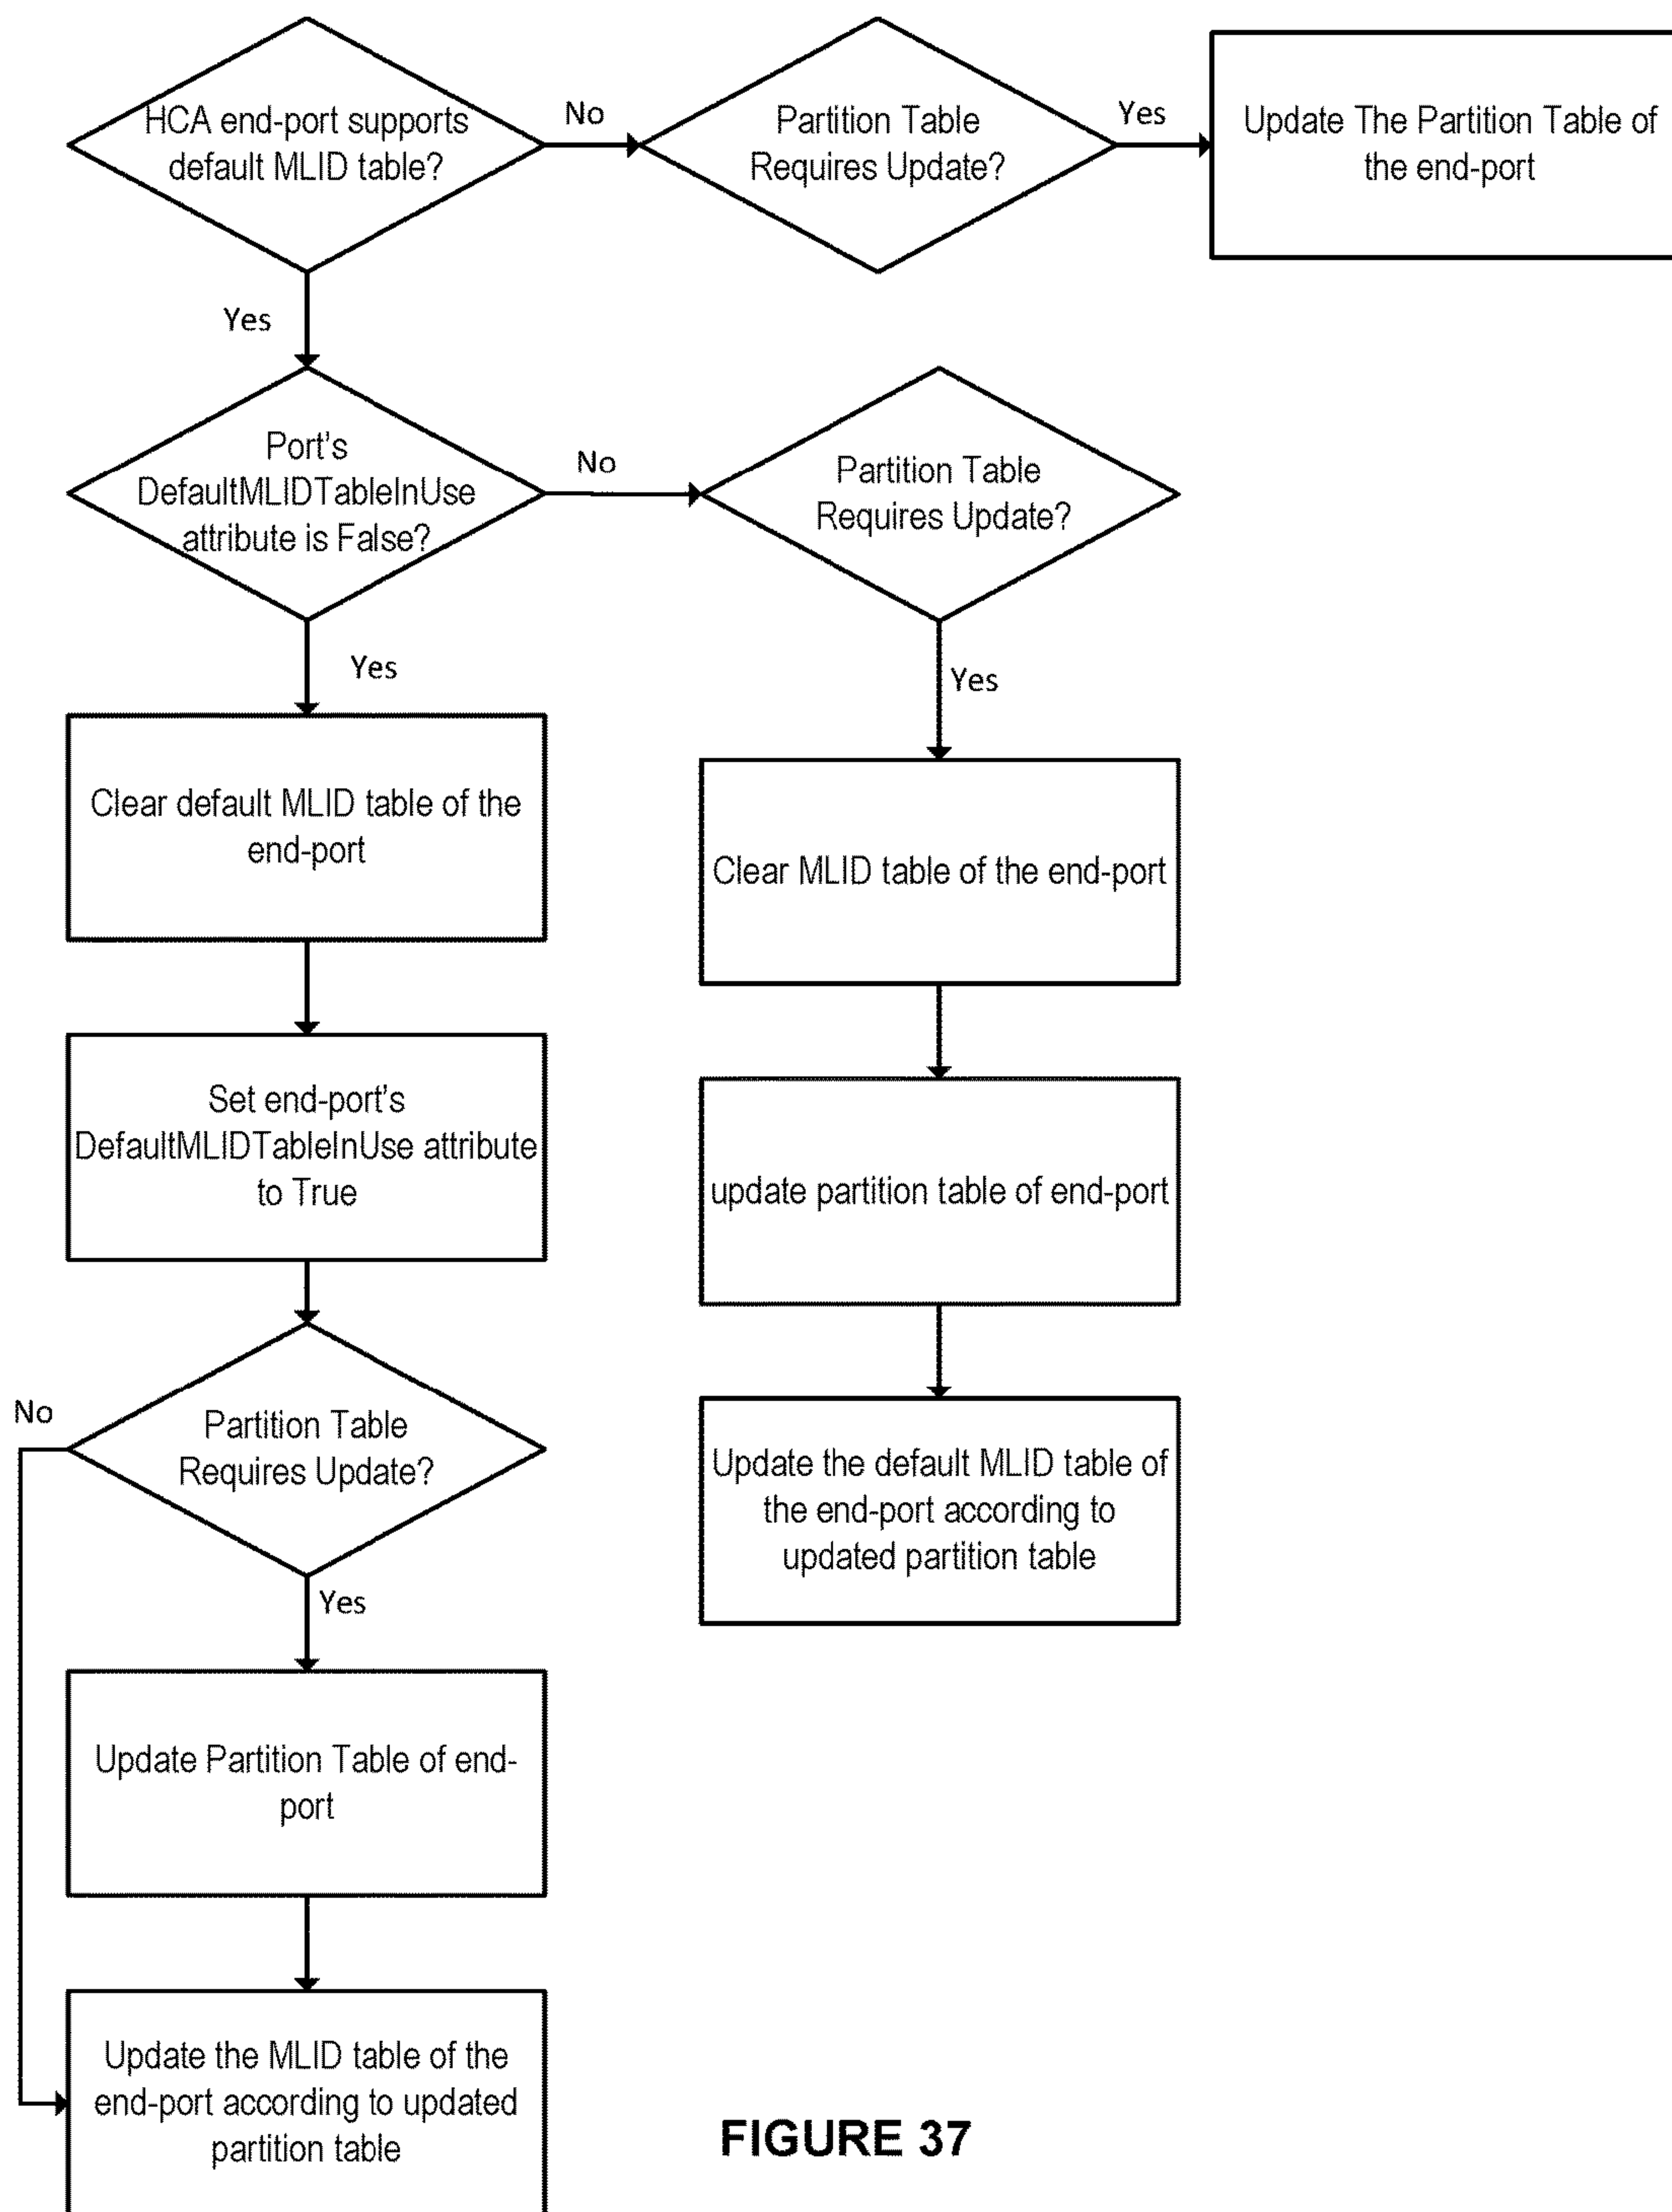 HCA end-port supports
default MLID table?
No
Partition Table
Requires Update?
Yes
Update The Partition Table of
the end-port
Yes
Port's
DefaultMLIDTableInUse
attribute is False?
No
Partition Table
Requires Update?
Yes
Yes
Clear default MLID table of the
end-port
Clear MLID table of the end-port
Set end-port's
DefaultMLIDTableInUse attribute
to True
update partition table of end-port
No
Partition Table
Requires Update?
Update the default MLID table of
the end-port according to
updated partition table
Yes
Update Partition Table of end-
port
Update the MLID table of the
end-port according to updated
partition table
FIGURE 37